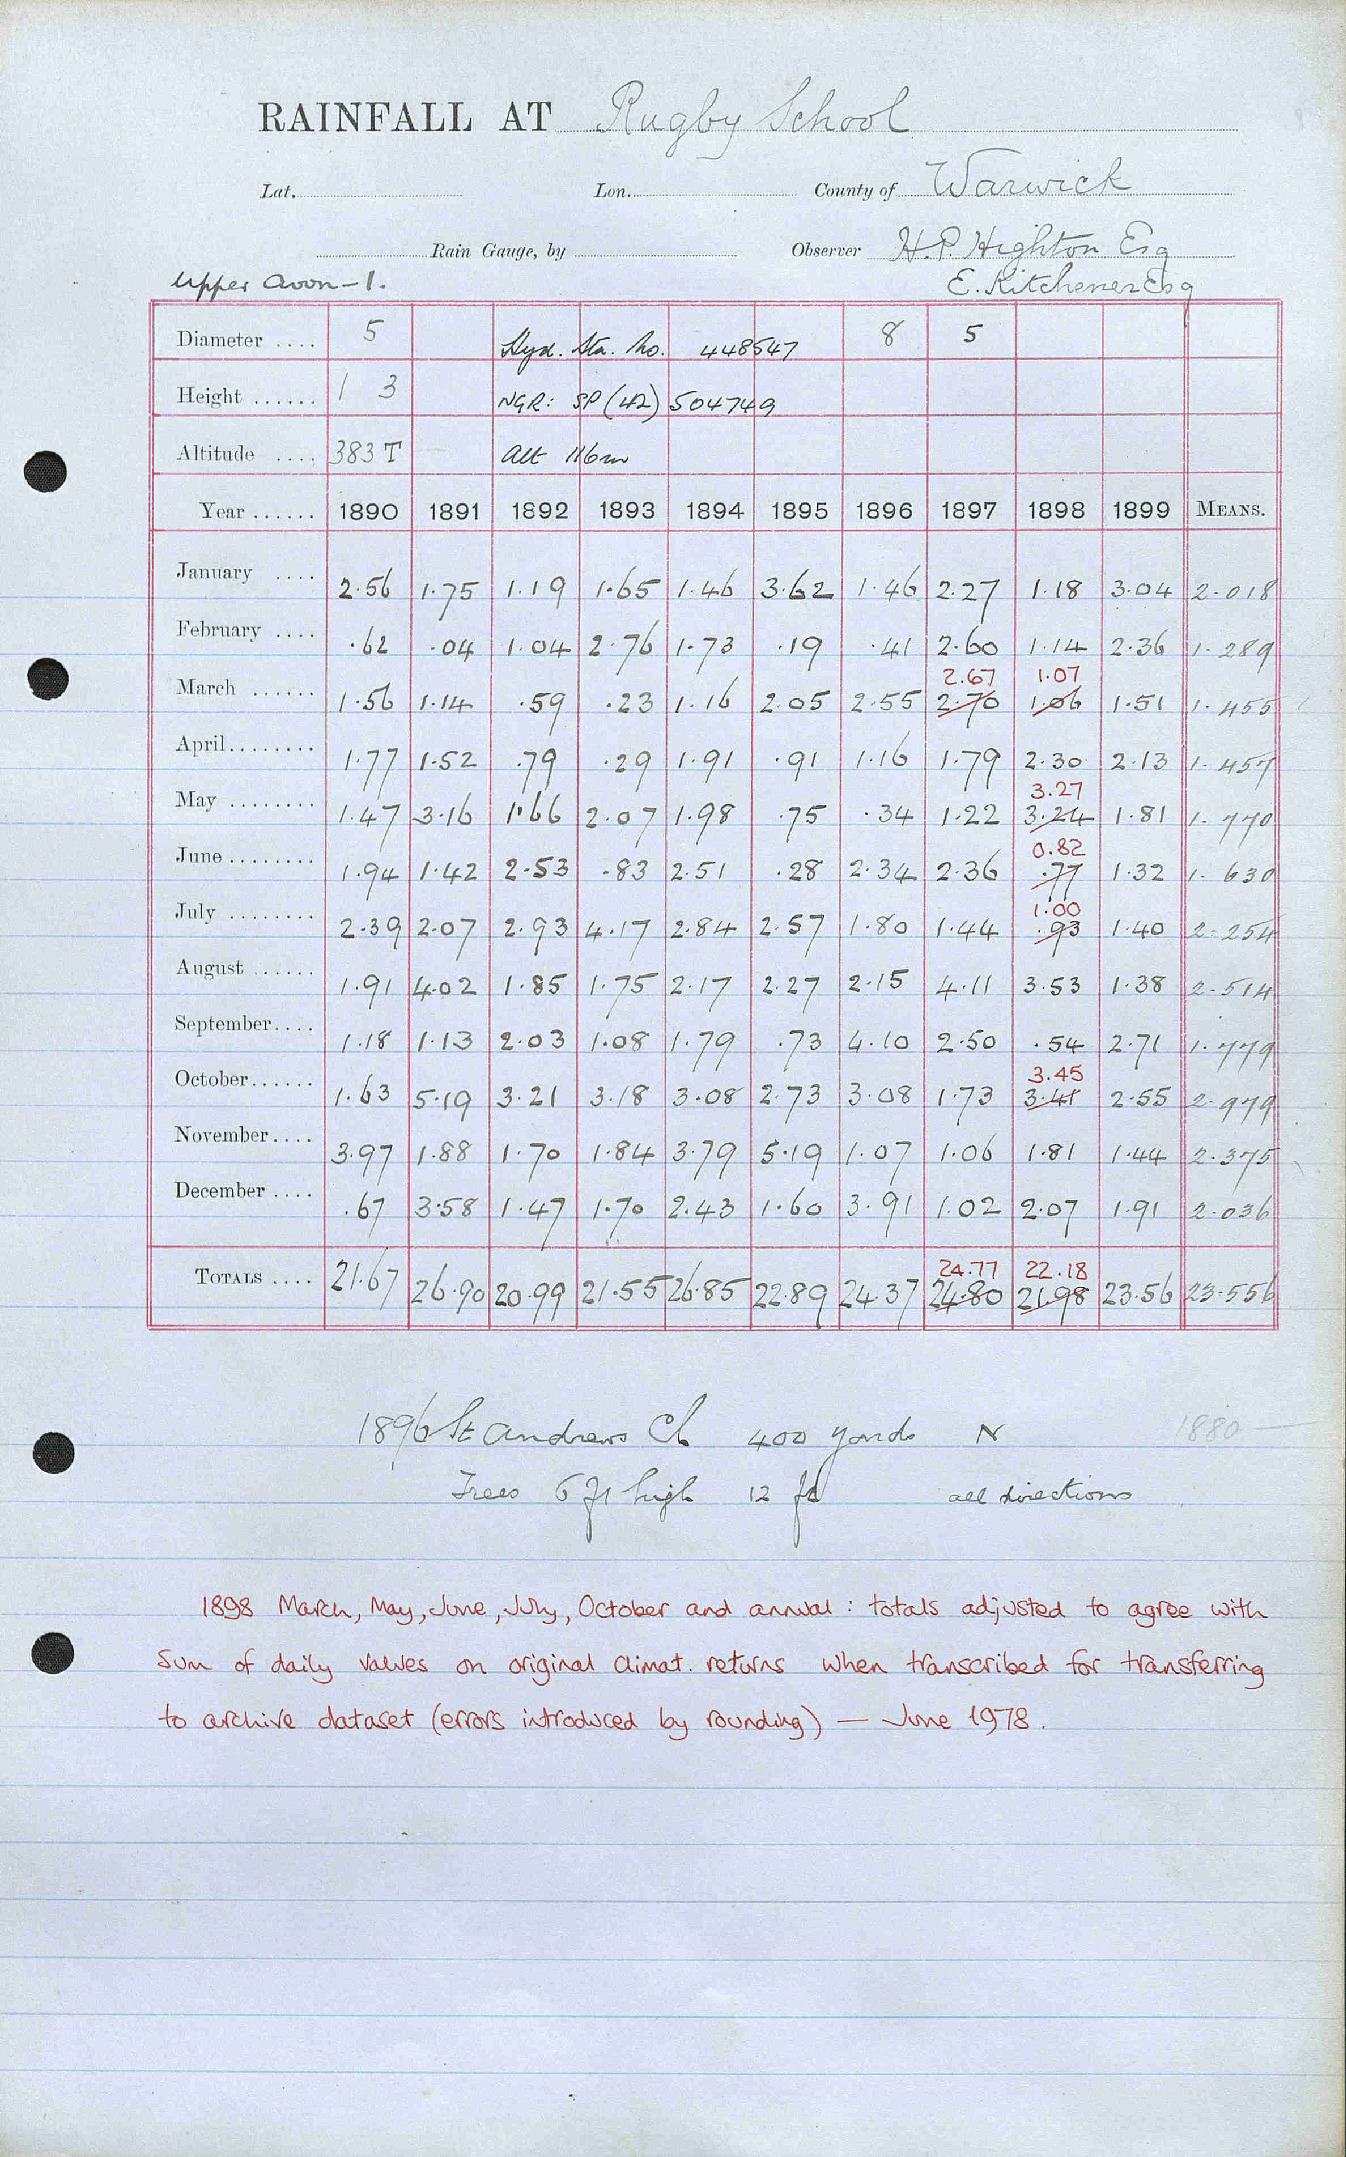 RAINFALL AT Rugby School
Lat. Lon. County of Warwick
Rain Gauge, by Observer H.P. Highton Esq
Upper Avon - 1. E. Kitchener Esq
Diameter .... 5 Hyd. Sta. No. 448547 8 5
Height ...... 1 3 NGR: SP (42) 504749
Altitude .... 383 T Alt 116m
Year ...... 1890 1891 1892 1893 1894 1895 1896 1897 1898 1899 MEANS.
January .... 2.56 1.75 1.19 1.65 1.46 3.62 1.46 2.27 1.18 3.04 2.018
February .... .62 .04 1.04 2.76 1.73 .19 .41 2.60 1.14 2.36 1.289
2.67 1.07
March ...... 1.56 1.14 .59 .23 1.16 2.05 2.55 2.70 1.06 1.51 1.455
April ........ 1.77 1.52 .79 .29 1.91 .91 1.16 1.79 2.30 2.13 1.457
3.27
May ........ 1.47 3.16 1.66 2.07 1.98 .75 .34 1.22 3.24 1.81 1.770
0.82
June ........ 1.94 1.42 2.53 .83 2.51 .28 2.34 2.36 .77 1.32 1.630
1.00
July ........ 2.39 2.07 2.93 4.17 2.84 2.57 1.80 1.44 .93 1.40 2.254
August ...... 1.91 4.02 1.85 1.75 2.17 2.27 2.15 4.11 3.53 1.38 2.514
September.... 1.18 1.13 2.03 1.08 1.79 .73 4.10 2.50 .54 2.71 1.779
3.45
October...... 1.63 5.19 3.21 3.18 3.08 2.73 3.08 1.73 3.41 2.55 2.979
November.... 3.97 1.88 1.70 1.84 3.79 5.19 1.07 1.06 1.81 1.44 2.375
December .... .67 3.58 1.47 1.70 2.43 1.60 3.91 1.02 2.07 1.91 2.036
24.77 22.18
TOTALS .... 21.67 26.90 20.99 21.55 26.85 22.89 24.37 24.80 21.98 23.56 23.556
1896 St Andrews Ch 400 yards N 1880
Trees 6 ft high 12 ft all directions
1898 March, May, June, July, October and annual : totals adjusted to agree with
sum of daily values on original climat. returns when transcribed for transferring
to archive dataset (errors introduced by rounding) — June 1978.